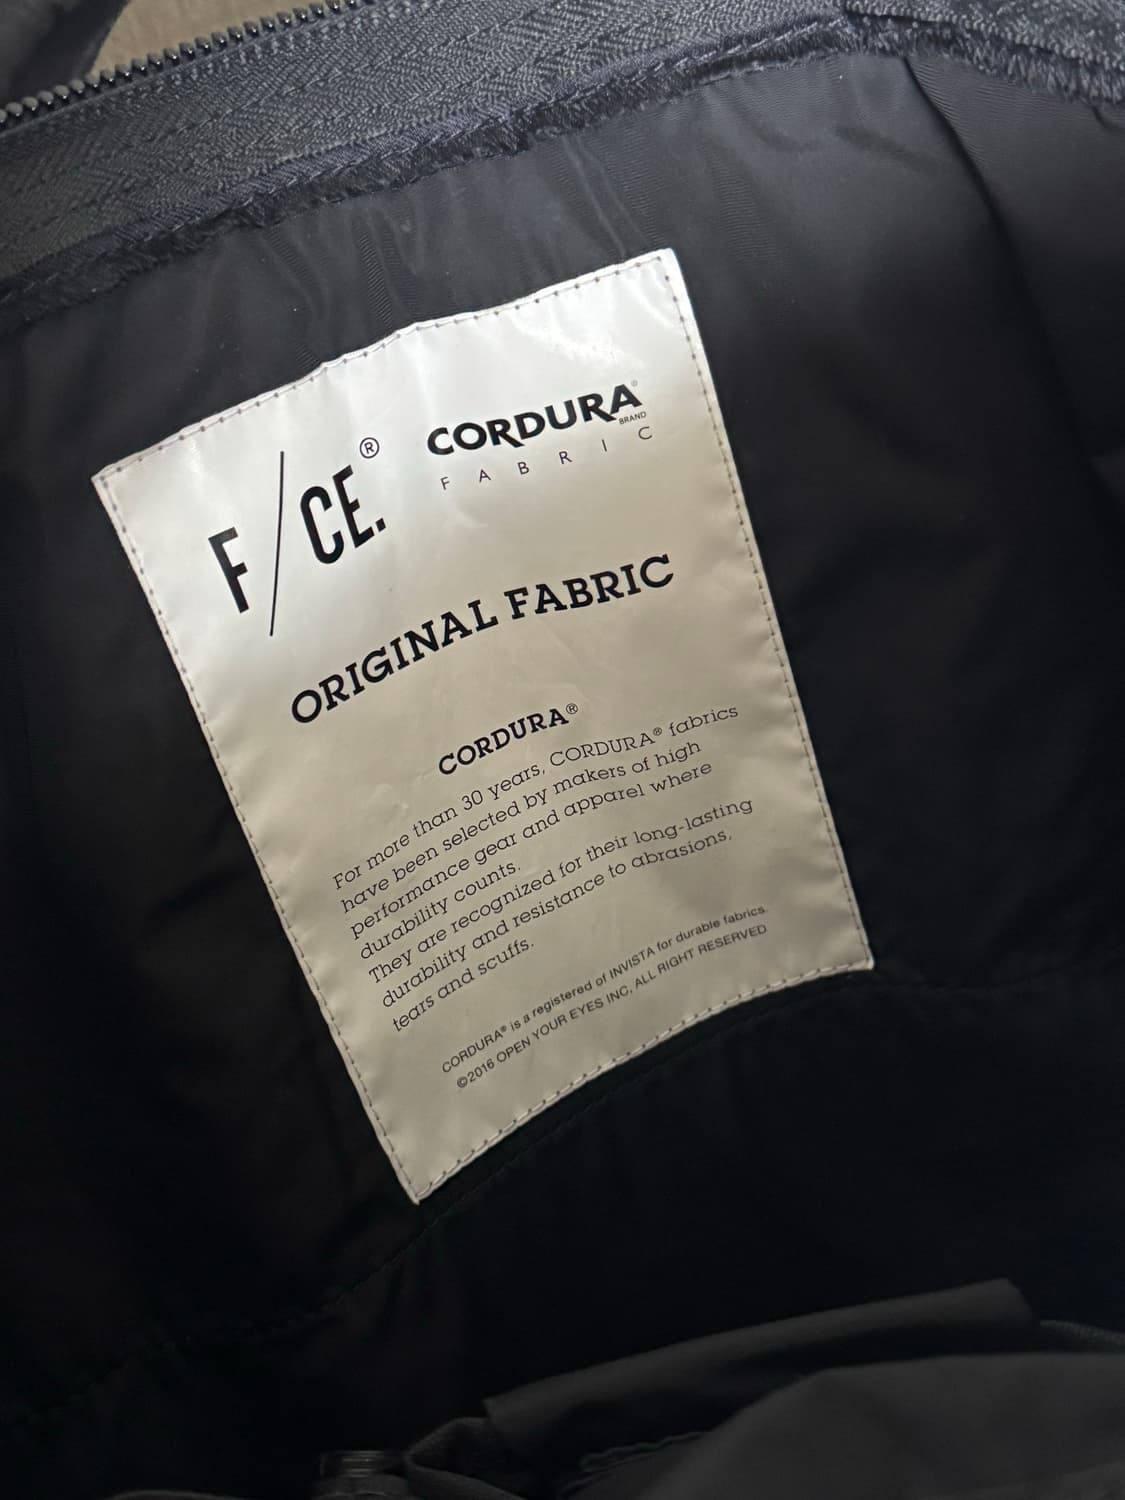 F/CE.®
CORDURA®
BRAND
FABRIC
ORIGINAL FABRIC
CORDURA®
For more than 30 years, CORDURA® fabrics
have been selected by makers of high
performance gear and apparel where
durability counts.
They are recognized for their long-lasting
durability and resistance to abrasions,
tears and scuffs.
CORDURA® is a registered of INVISTA for durable fabrics.
©2016 OPEN YOUR EYES INC, ALL RIGHT RESERVED